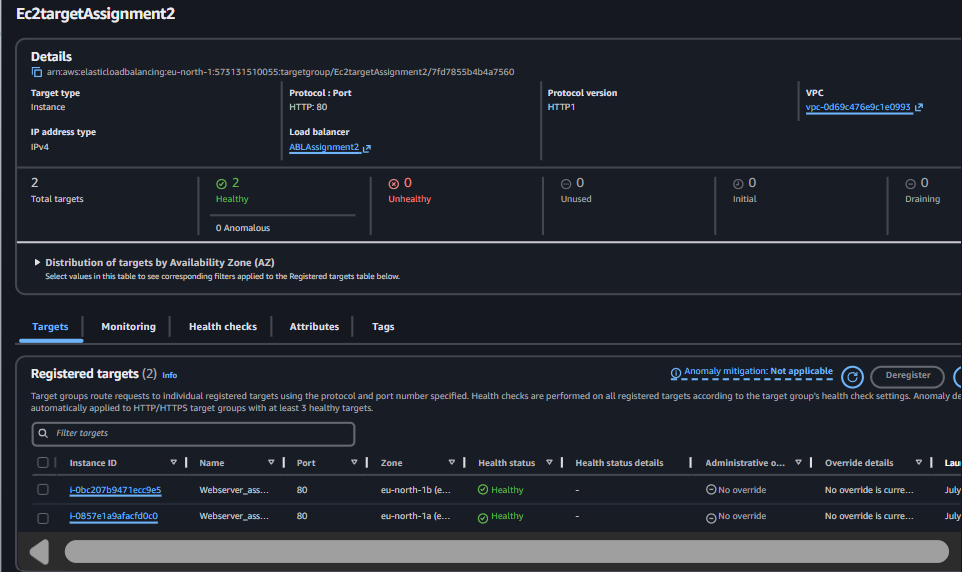 Ec2targetAssignment2
Details
arn:aws:elasticloadbalancing:eu-north-1:573131510055:targetgroup/Ec2targetAssignment2/7fd7855b4b4a7560
Target type
Instance
Protocol : Port
HTTP: 80
Protocol version
HTTP1
VPC
vpc-0d69c476e9c1e0993
IP address type
IPv4
Load balancer
ABLAssignment2
2
Total targets
2
Healthy
0 Anomalous
0
Unhealthy
0
Unused
0
Initial
0
Draining
Distribution of targets by Availability Zone (AZ)
Select values in this table to see corresponding filters applied to the Registered targets table below.
Targets Monitoring Health checks Attributes Tags
Registered targets (2) Info
Anomaly mitigation: Not applicable
Deregister
Target groups route requests to individual registered targets using the protocol and port number specified. Health checks are performed on all registered targets according to the target group's health check settings. Anomaly de
automatically applied to HTTP/HTTPS target groups with at least 3 healthy targets.
Filter targets
Instance ID Name Port Zone Health status Health status details Administrative o... Override details Lau
i-0bc207b9471ecc9e5 Webserver_ass... 80 eu-north-1b (e... Healthy - No override No override is curre... July
i-0857e1a9afacfd0c0 Webserver_ass... 80 eu-north-1a (e... Healthy - No override No override is curre... July